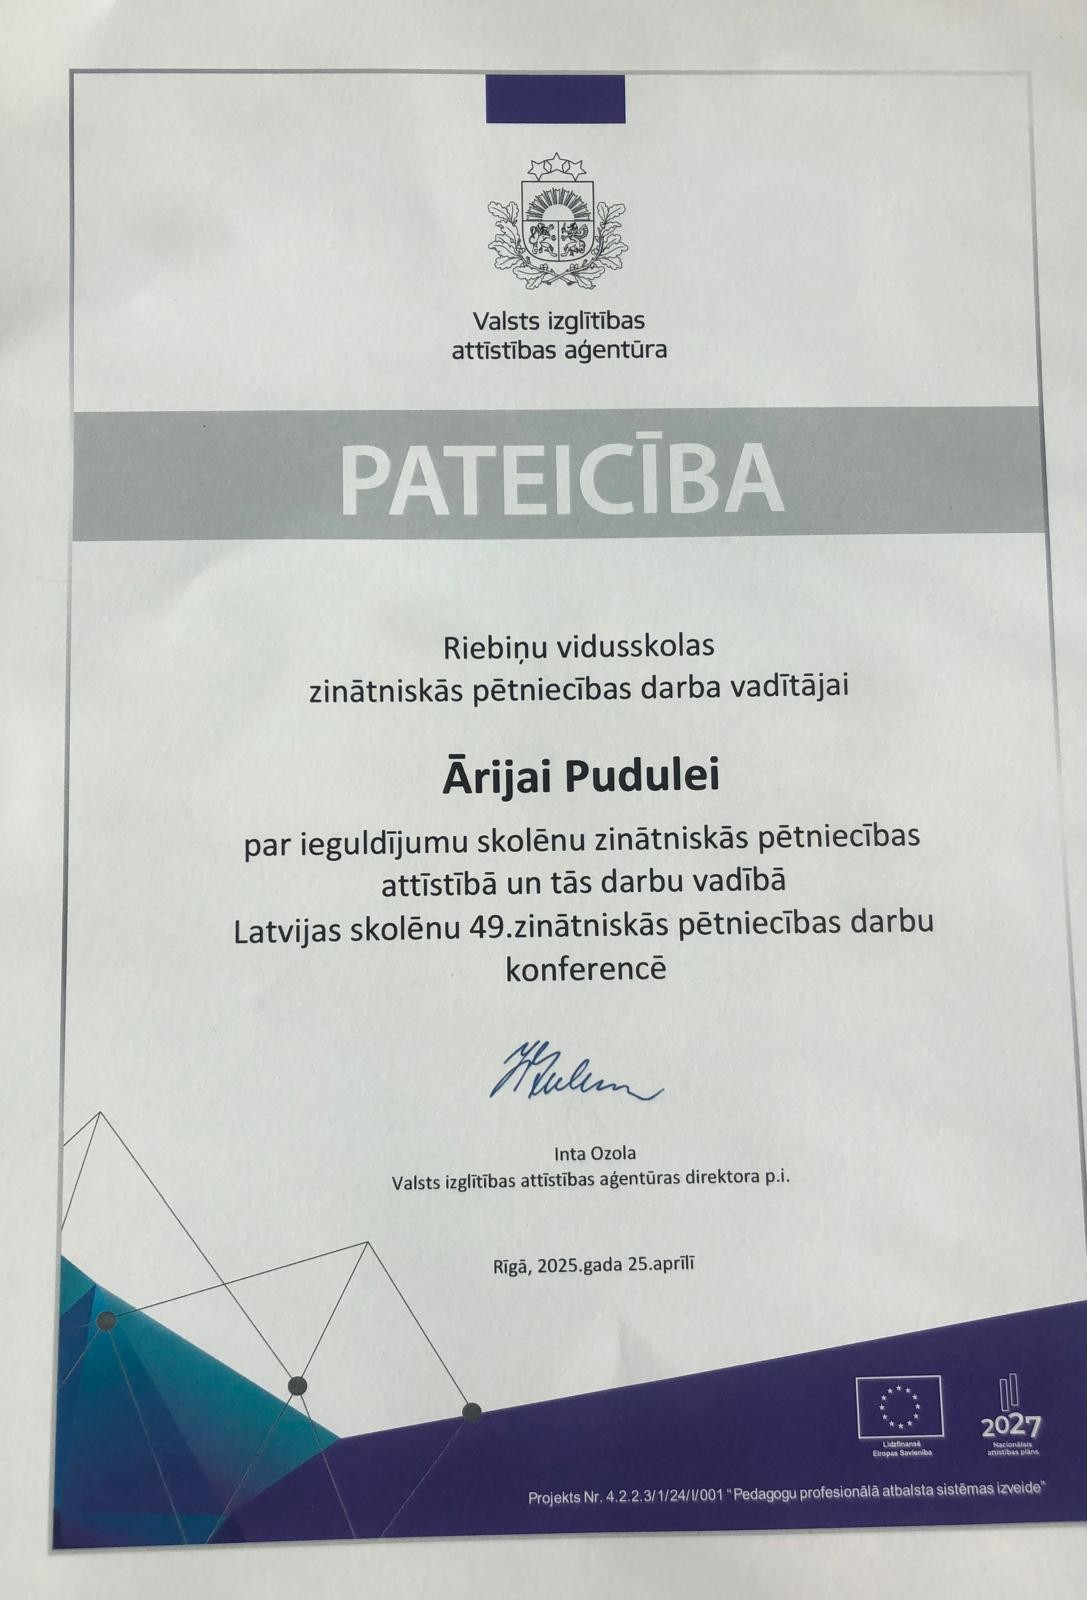 Valsts izglītības
attīstības aģentūra
PATEICĪBA
Riebiņu vidusskolas
zinātniskās pētniecības darba vadītājai
Ārijai Pudulei
par ieguldījumu skolēnu zinātniskās pētniecības
attīstībā un tās darbu vadībā
Latvijas skolēnu 49.zinātniskās pētniecības darbu
konferencē
Inta Ozola
Valsts izglītības attīstības aģentūras direktora p.i.
Rīgā, 2025.gada 25.aprīlī
Līdzfinansē
Eiropas Savienība
2027
Nacionālais
attīstības plāns
Projekts Nr. 4.2.2.3/1/24/I/001 "Pedagogu profesionālā atbalsta sistēmas izveide"